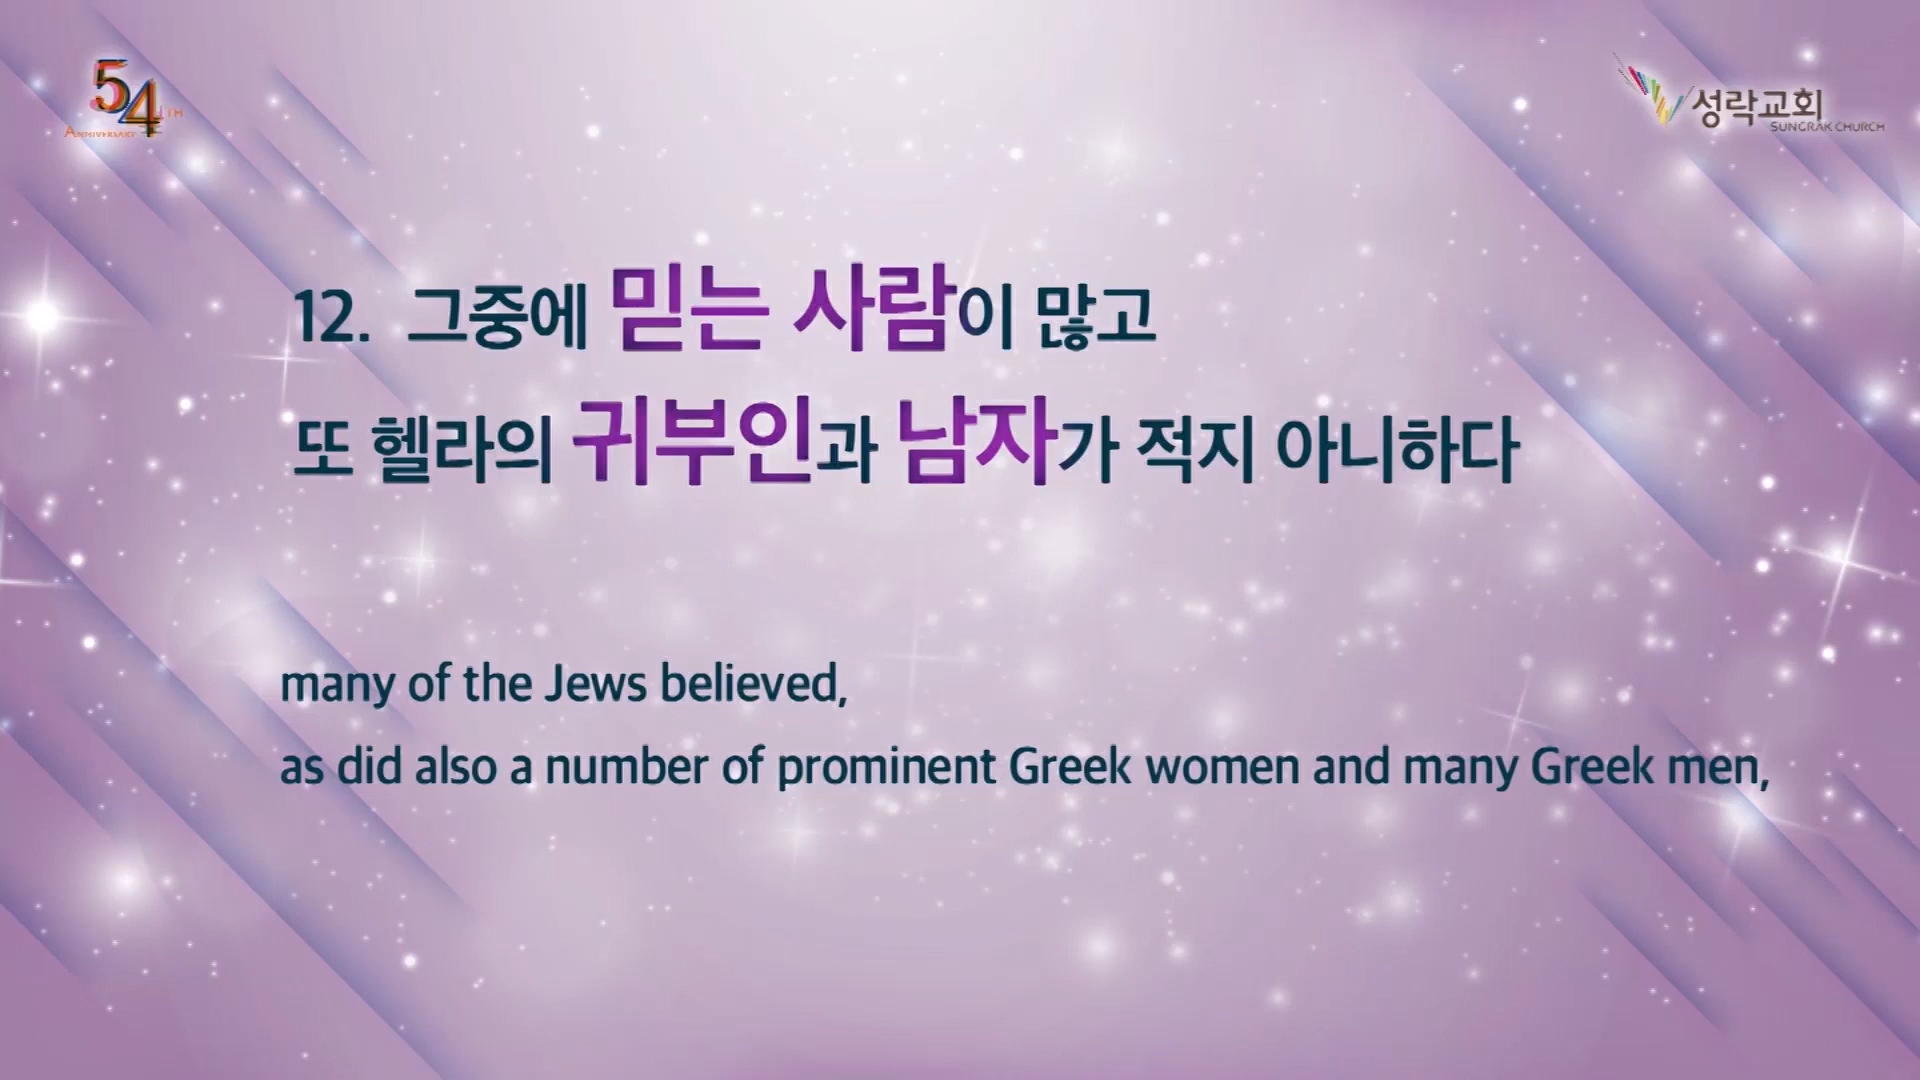 54TH
ANNIVERSARY
성락교회
SUNGRAK CHURCH
12. 그중에 믿는 사람이 많고
또 헬라의 귀부인과 남자가 적지 아니하다
many of the Jews believed,
as did also a number of prominent Greek women and many Greek men,